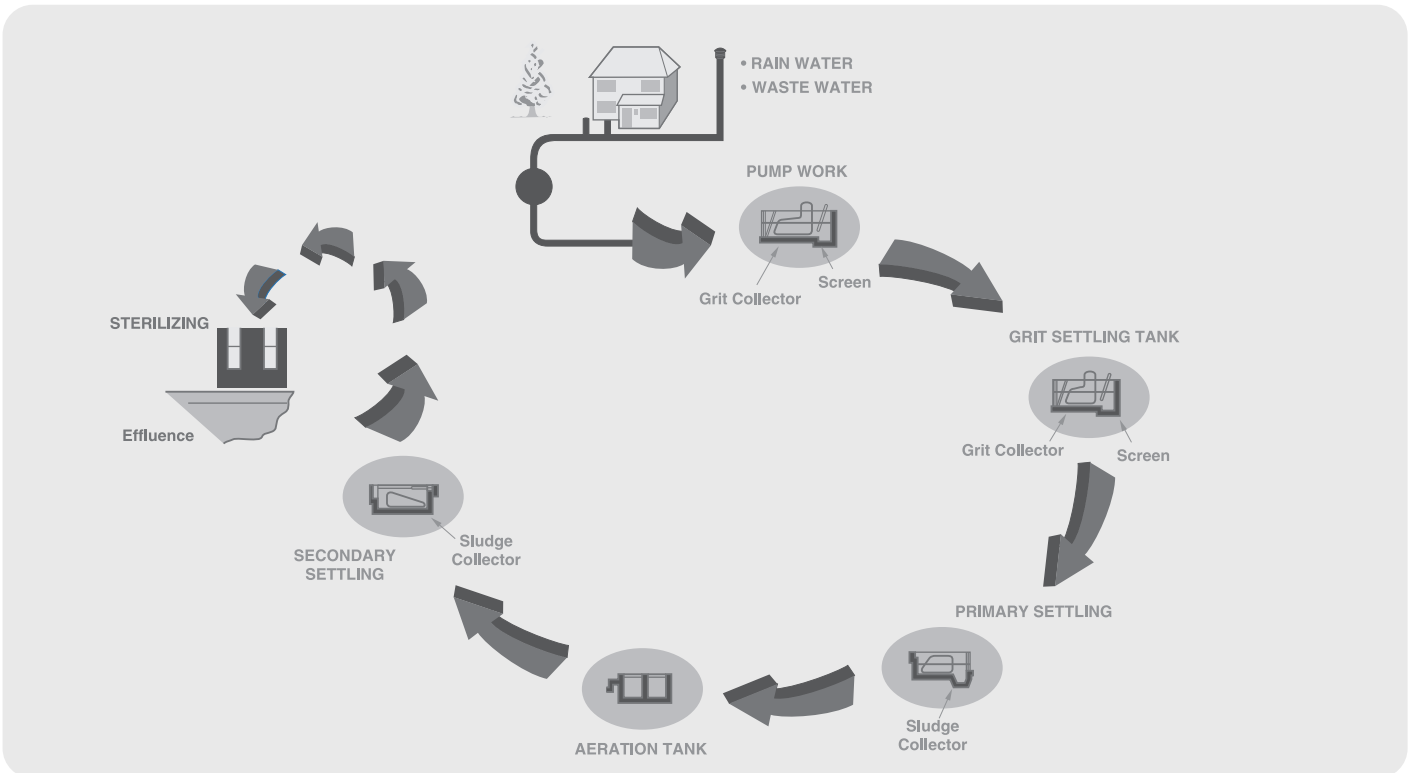 • RAIN WATER
• WASTE WATER
PUMP WORK
Grit Collector
Screen
GRIT SETTLING TANK
Grit Collector
Screen
PRIMARY SETTLING
Sludge
Collector
AERATION TANK
SECONDARY
SETTLING
Sludge
Collector
STERILIZING
Effluence